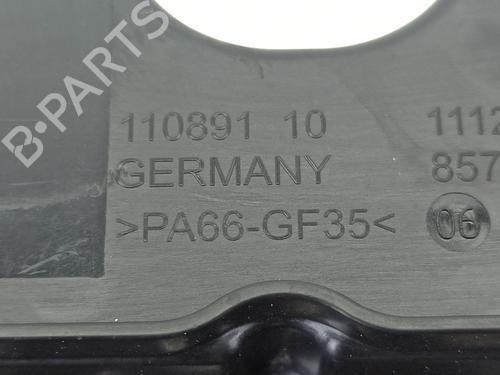 B-PARTS
110891 10
1112
GERMANY
857
>PA66-GF35<
06